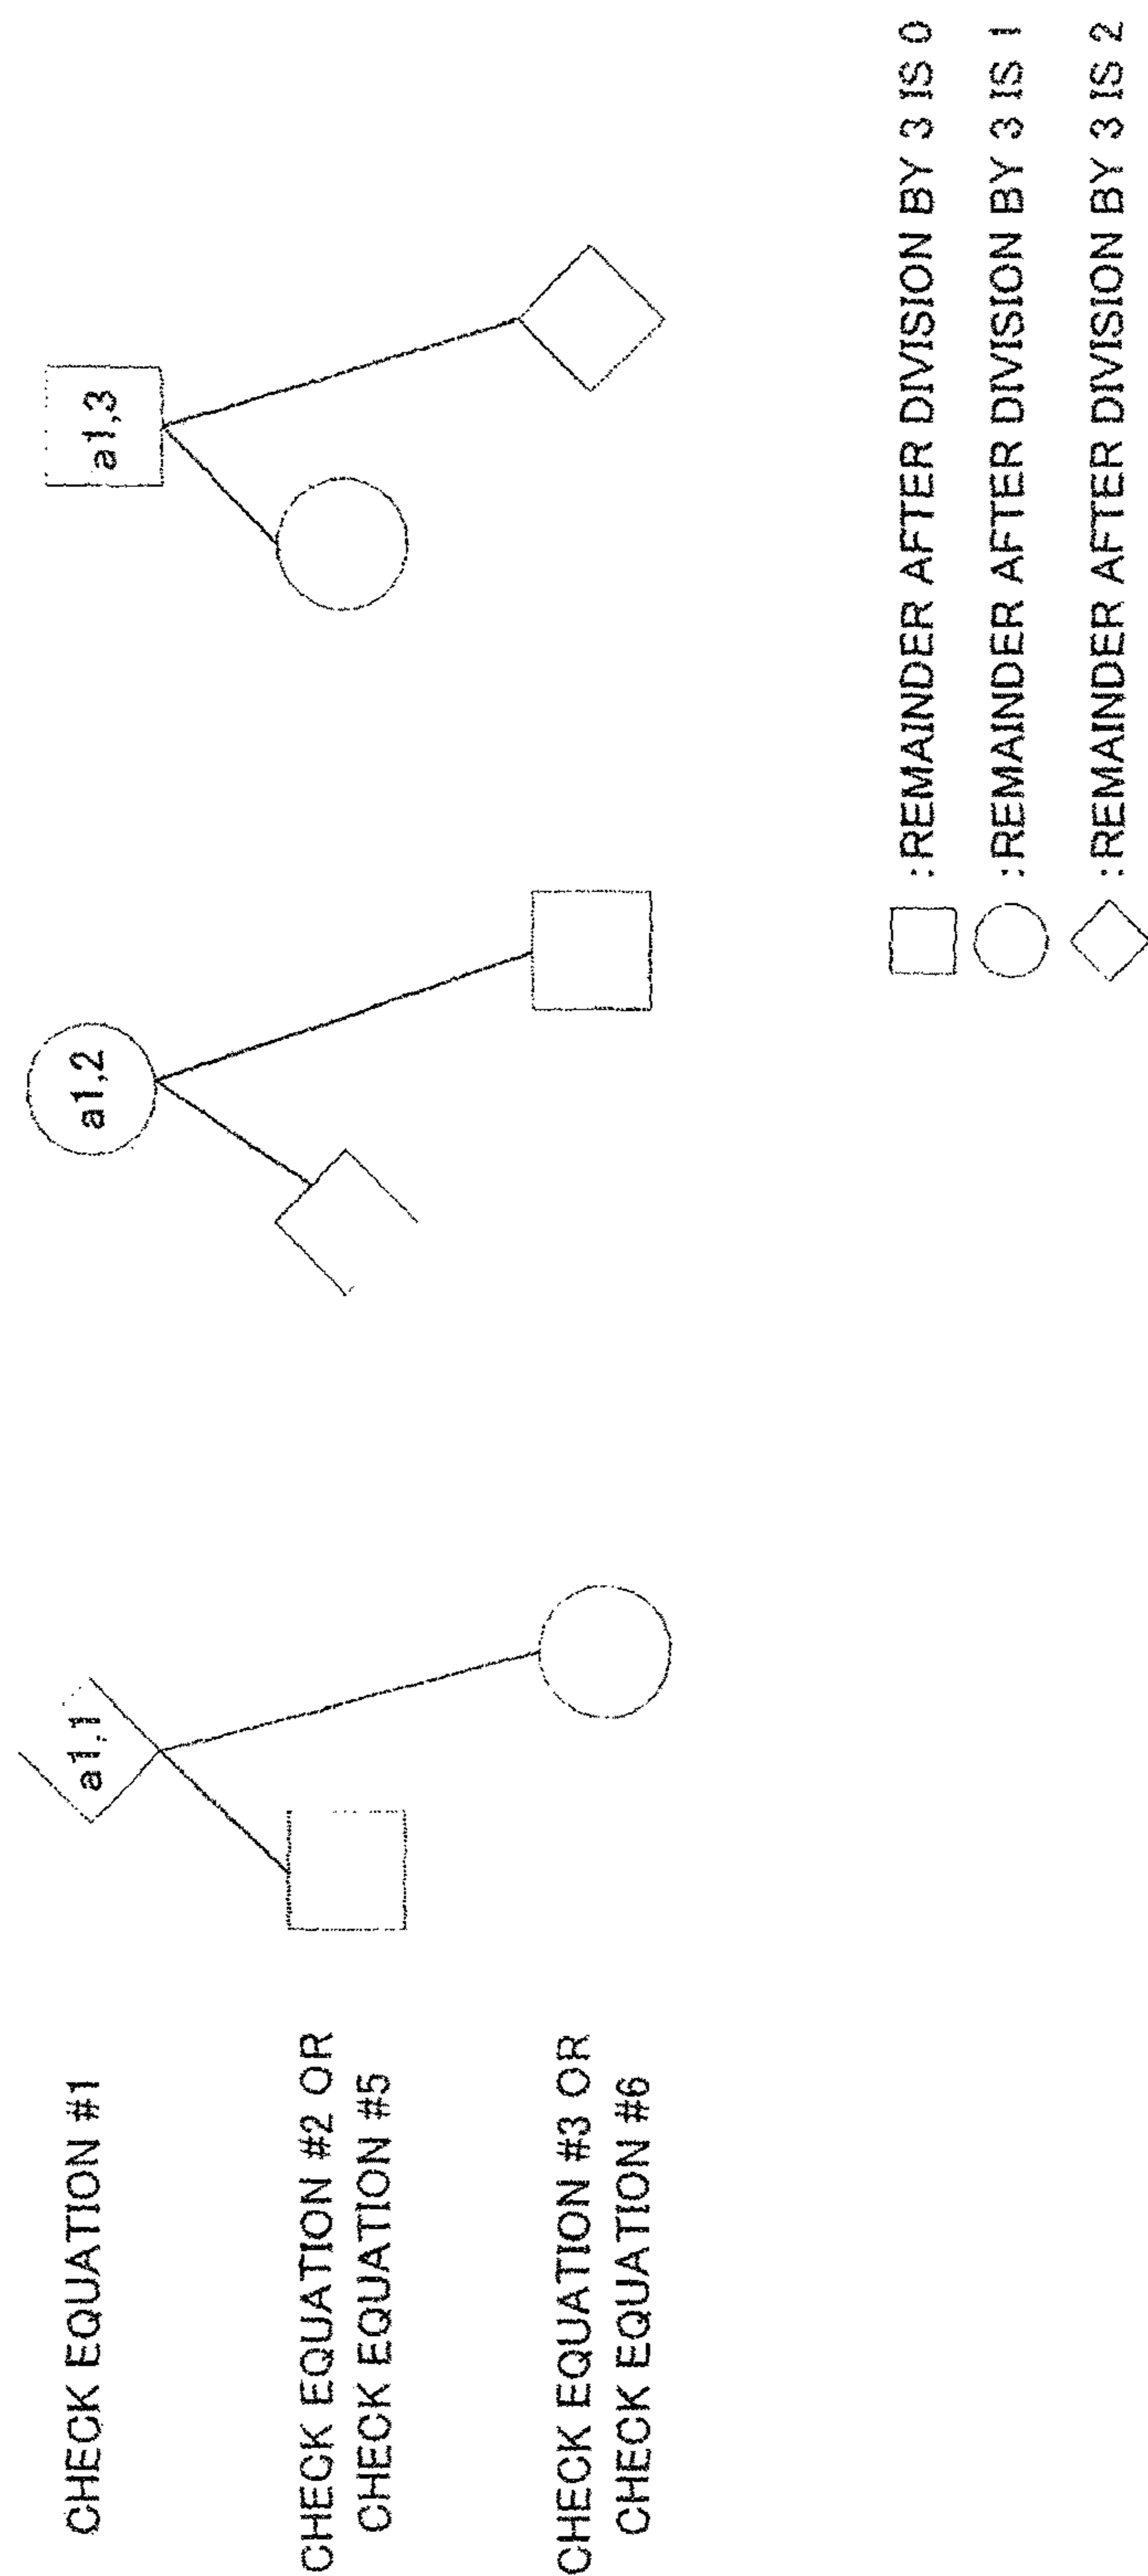 CHECK EQUATION #1
a1,1
a1,2
a1,3
CHECK EQUATION #2 OR
CHECK EQUATION #5
CHECK EQUATION #3 OR
CHECK EQUATION #6
:REMAINDER AFTER DIVISION BY 3 IS 0
:REMAINDER AFTER DIVISION BY 3 IS 1
:REMAINDER AFTER DIVISION BY 3 IS 2